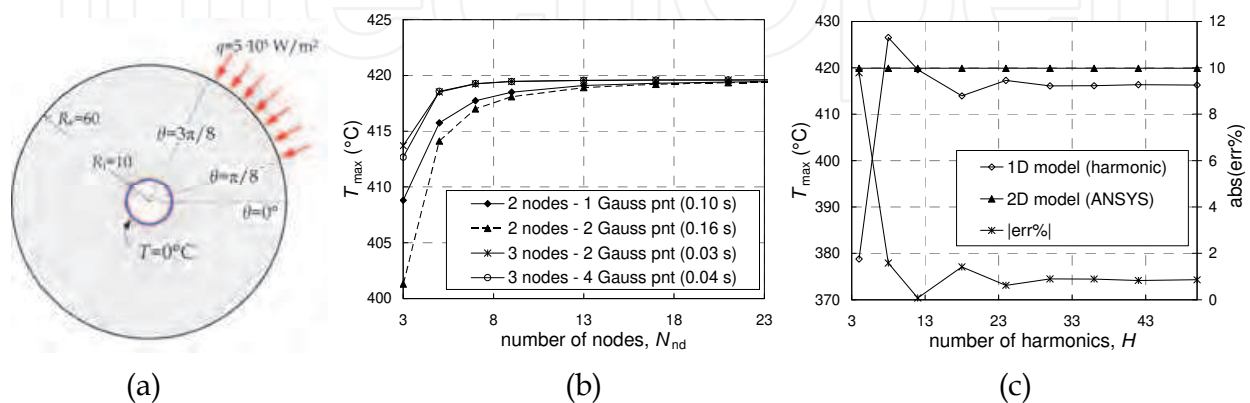 q=5·10⁵ W/m²
Rₑ=60
θ=3π/8
Rᵢ=10
θ=π/8
θ=0°
T=0°C
(a)
425
420
415
410
405
400
T_max (°C)
2 nodes - 1 Gauss pnt (0.10 s)
2 nodes - 2 Gauss pnt (0.16 s)
3 nodes - 2 Gauss pnt (0.03 s)
3 nodes - 4 Gauss pnt (0.04 s)
3 8 13 18 23
number of nodes, N_nd
(b)
430
420
410
400
390
380
370
T_max (°C)
1D model (harmonic)
2D model (ANSYS)
|err%|
12
10
8
6
4
2
0
abs(err%)
3 13 23 33 43
number of harmonics, H
(c)